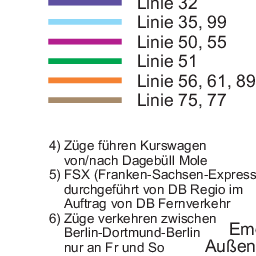 Linie 32
Linie 35, 99
Linie 50, 55
Linie 51
Linie 56, 61, 89
Linie 75, 77
4) Züge führen Kurswagen
von/nach Dagebüll Mole
5) FSX (Franken-Sachsen-Express
durchgeführt von DB Regio im
Auftrag von DB Fernverkehr
6) Züge verkehren zwischen
Berlin-Dortmund-Berlin
nur an Fr und So